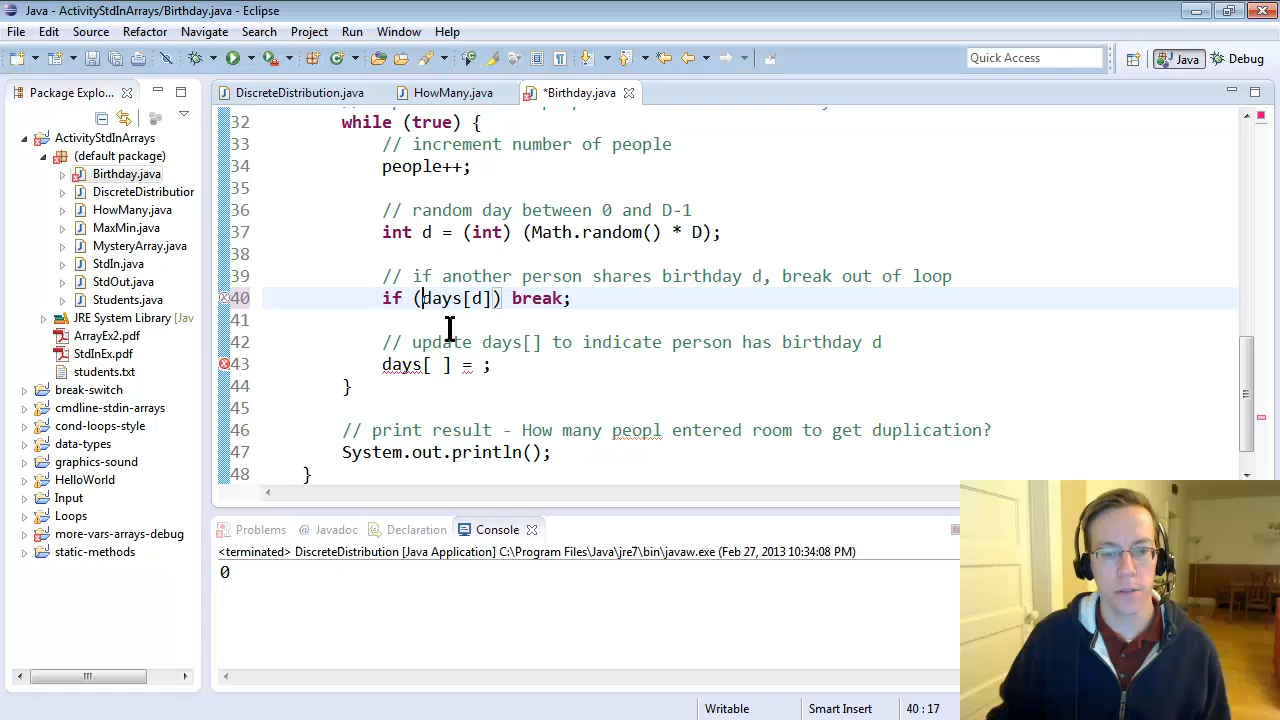 Java - ActivityStdInArrays/Birthday.java - Eclipse
File Edit Source Refactor Navigate Search Project Run Window Help
Quick Access
Java
Debug
Package Explo...
DiscreteDistribution.java
HowMany.java
*Birthday.java
ActivityStdInArrays
(default package)
Birthday.java
DiscreteDistribution
HowMany.java
MaxMin.java
MysteryArray.java
StdIn.java
StdOut.java
Students.java
JRE System Library [Jav
ArrayEx2.pdf
StdInEx.pdf
students.txt
break-switch
cmdline-stdin-arrays
cond-loops-style
data-types
graphics-sound
HelloWorld
Input
Loops
more-vars-arrays-debug
static-methods
32 while (true) {
33 // increment number of people
34 people++;
35
36 // random day between 0 and D-1
37 int d = (int) (Math.random() * D);
38
39 // if another person shares birthday d, break out of loop
40 if (days[d]) break;
41
42 // update days[] to indicate person has birthday d
43 days[ ] = ;
44 }
45
46 // print result - How many peopl entered room to get duplication?
47 System.out.println();
48 }
Problems @ Javadoc Declaration Console
<terminated> DiscreteDistribution [Java Application] C:\Program Files\Java\jre7\bin\javaw.exe (Feb 27, 2013 10:34:08 PM)
0
Writable
Smart Insert
40 : 17